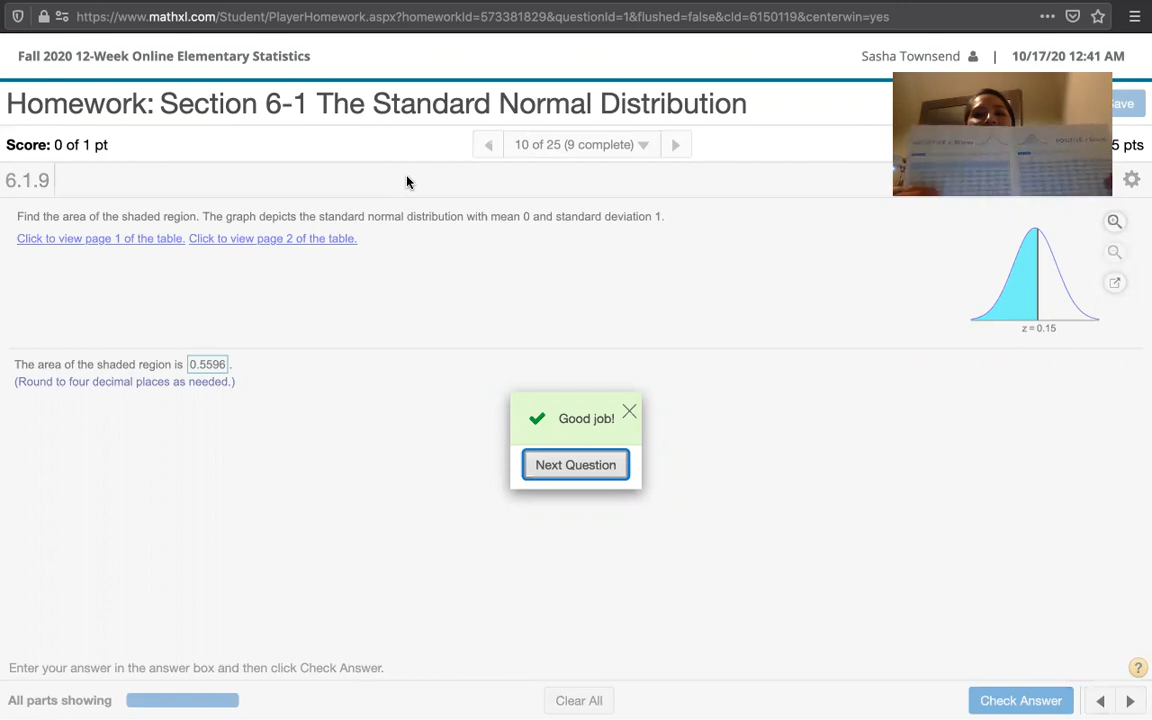 https://www.mathxl.com/Student/PlayerHomework.aspx?homeworkId=573381829&questionId=1&flushed=false&cId=6150119&centerwin=yes
Fall 2020 12-Week Online Elementary Statistics
Sasha Townsend | 10/17/20 12:41 AM
Homework: Section 6-1 The Standard Normal Distribution
Save
Score: 0 of 1 pt
10 of 25 (9 complete)
5 pts
6.1.9
Find the area of the shaded region. The graph depicts the standard normal distribution with mean 0 and standard deviation 1.
Click to view page 1 of the table. Click to view page 2 of the table.
z = 0.15
The area of the shaded region is 0.5596.
(Round to four decimal places as needed.)
Good job!
Next Question
Enter your answer in the answer box and then click Check Answer.
?
All parts showing
Clear All
Check Answer